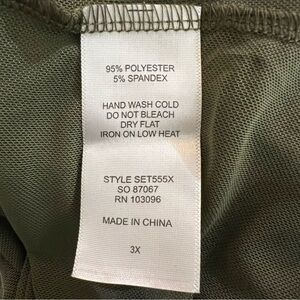 95% POLYESTER
5% SPANDEX
HAND WASH COLD
DO NOT BLEACH
DRY FLAT
IRON ON LOW HEAT
STYLE SET555X
SO 87067
RN 103096
MADE IN CHINA
3X